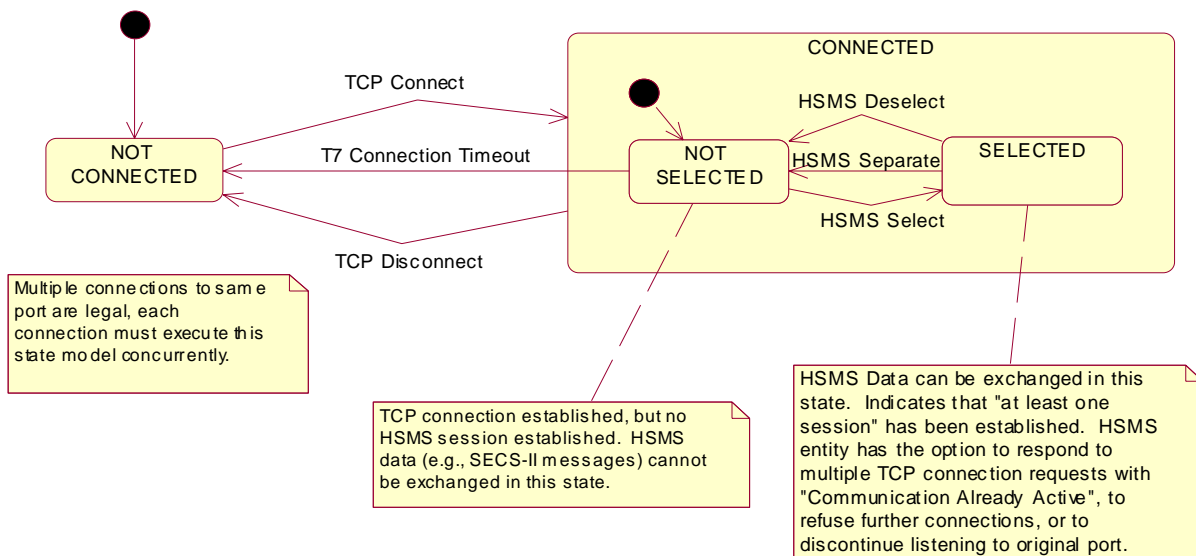 CONNECTED
TCP Connect
HSMS Deselect
NOT
CONNECTED
T7 Connection Timeout
NOT
SELECTED
HSMS Separate
SELECTED
HSMS Select
TCP Disconnect
Multiple connections to same
port are legal, each
connection must execute this
state model concurrently.
TCP connection established, but no
HSMS session established. HSMS
data (e.g., SECS-II messages) cannot
be exchanged in this state.
HSMS Data can be exchanged in this
state. Indicates that "at least one
session" has been established. HSMS
entity has the option to respond to
multiple TCP connection requests with
"Communication Already Active", to
refuse further connections, or to
discontinue listening to original port.